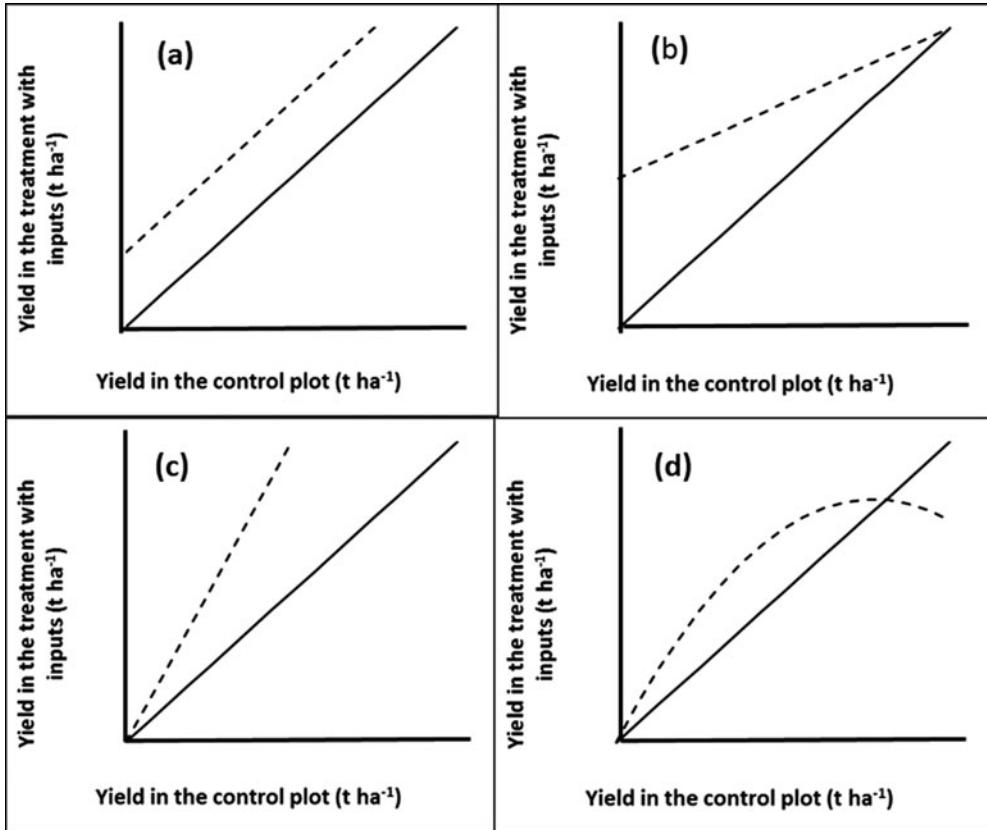 (a)
Yield in the treatment with
inputs (t ha⁻¹)
Yield in the control plot (t ha⁻¹)
(b)
Yield in the treatment with
inputs (t ha⁻¹)
Yield in the control plot (t ha⁻¹)
(c)
Yield in the treatment with
inputs (t ha⁻¹)
Yield in the control plot (t ha⁻¹)
(d)
Yield in the treatment with
inputs (t ha⁻¹)
Yield in the control plot (t ha⁻¹)